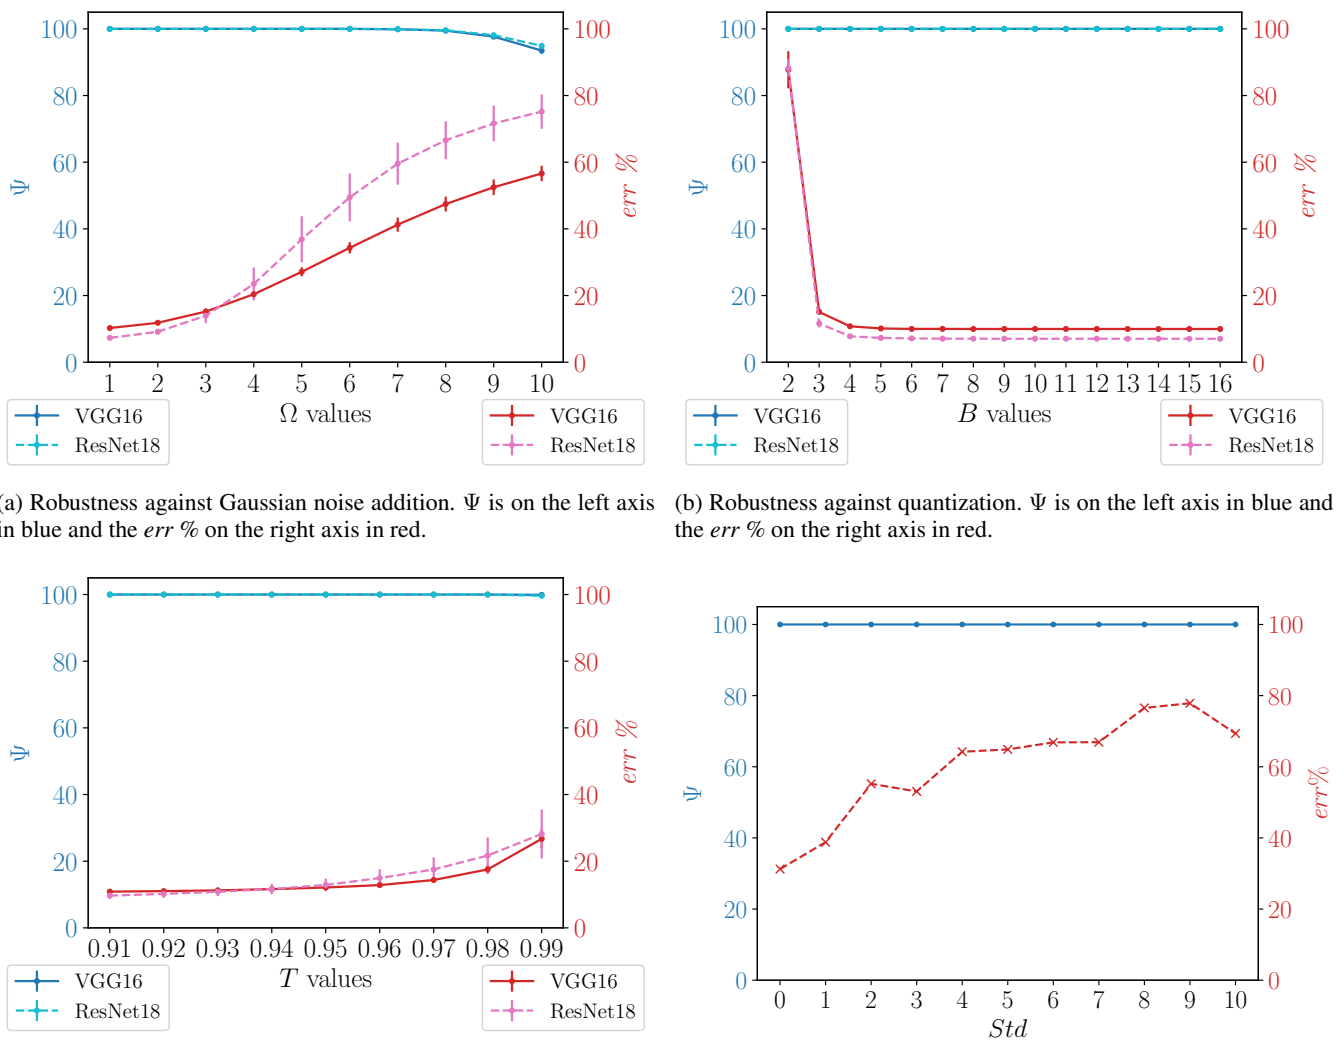 100 100
80 80
60 60
Ψ err %
40 40
20 20
0 0
1 2 3 4 5 6 7 8 9 10
Ω values
VGG16 VGG16
ResNet18 ResNet18
(a) Robustness against Gaussian noise addition. Ψ is on the left axis
in blue and the err % on the right axis in red.
100 100
80 80
60 60
Ψ err %
40 40
20 20
0 0
2 3 4 5 6 7 8 9 10 11 12 13 14 15 16
B values
VGG16 VGG16
ResNet18 ResNet18
(b) Robustness against quantization. Ψ is on the left axis in blue and
the err % on the right axis in red.
100 100
80 80
60 60
Ψ err %
40 40
20 20
0 0
0.91 0.92 0.93 0.94 0.95 0.96 0.97 0.98 0.99
T values
VGG16 VGG16
ResNet18 ResNet18
100 100
80 80
60 60
Ψ err%
40 40
20 20
0 0
0 1 2 3 4 5 6 7 8 9 10
Std